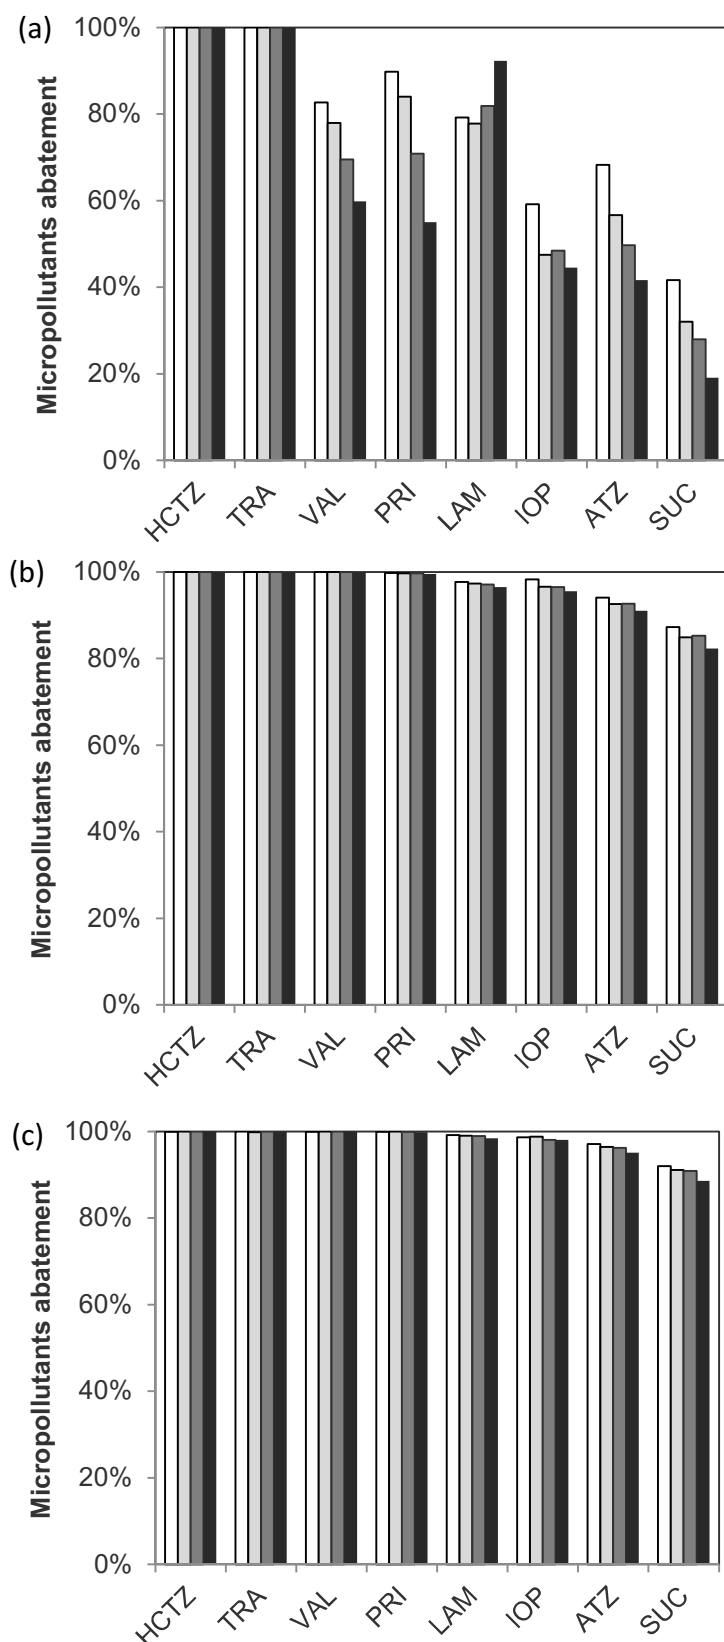 (a)
Micropollutants abatement
100%
80%
60%
40%
20%
0%
HCTZ
TRA
VAL
PRI
LAM
IOP
ATZ
SUC
(b)
Micropollutants abatement
100%
80%
60%
40%
20%
0%
HCTZ
TRA
VAL
PRI
LAM
IOP
ATZ
SUC
(c)
Micropollutants abatement
100%
80%
60%
40%
20%
0%
HCTZ
TRA
VAL
PRI
LAM
IOP
ATZ
SUC